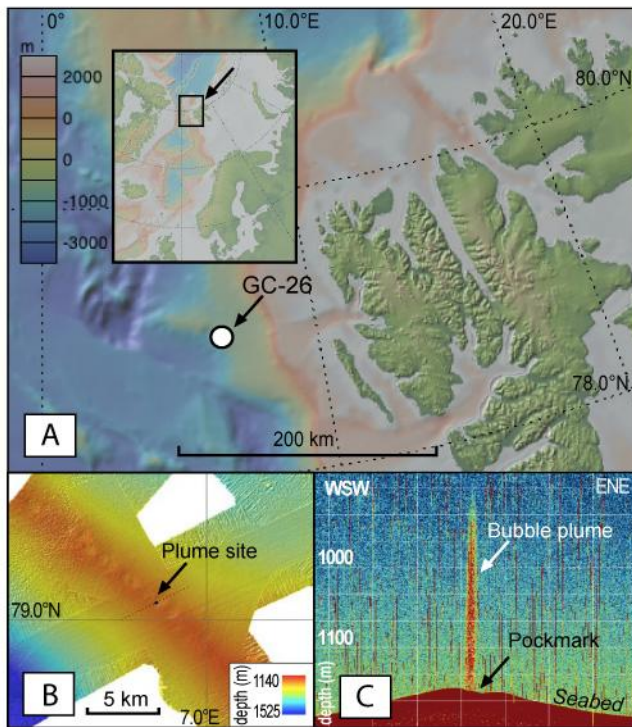 0°
10.0°E
20.0°E
m
2000
80.0°N
0
-1000
-3000
GC-26
78.0°N
A
200 km
WSW
ENE
Plume site
Bubble plume
1000
79.0°N
1100
Pockmark
depth (m)
1140
1525
B
5 km
7.0°E
depth (m)
C
Seabed